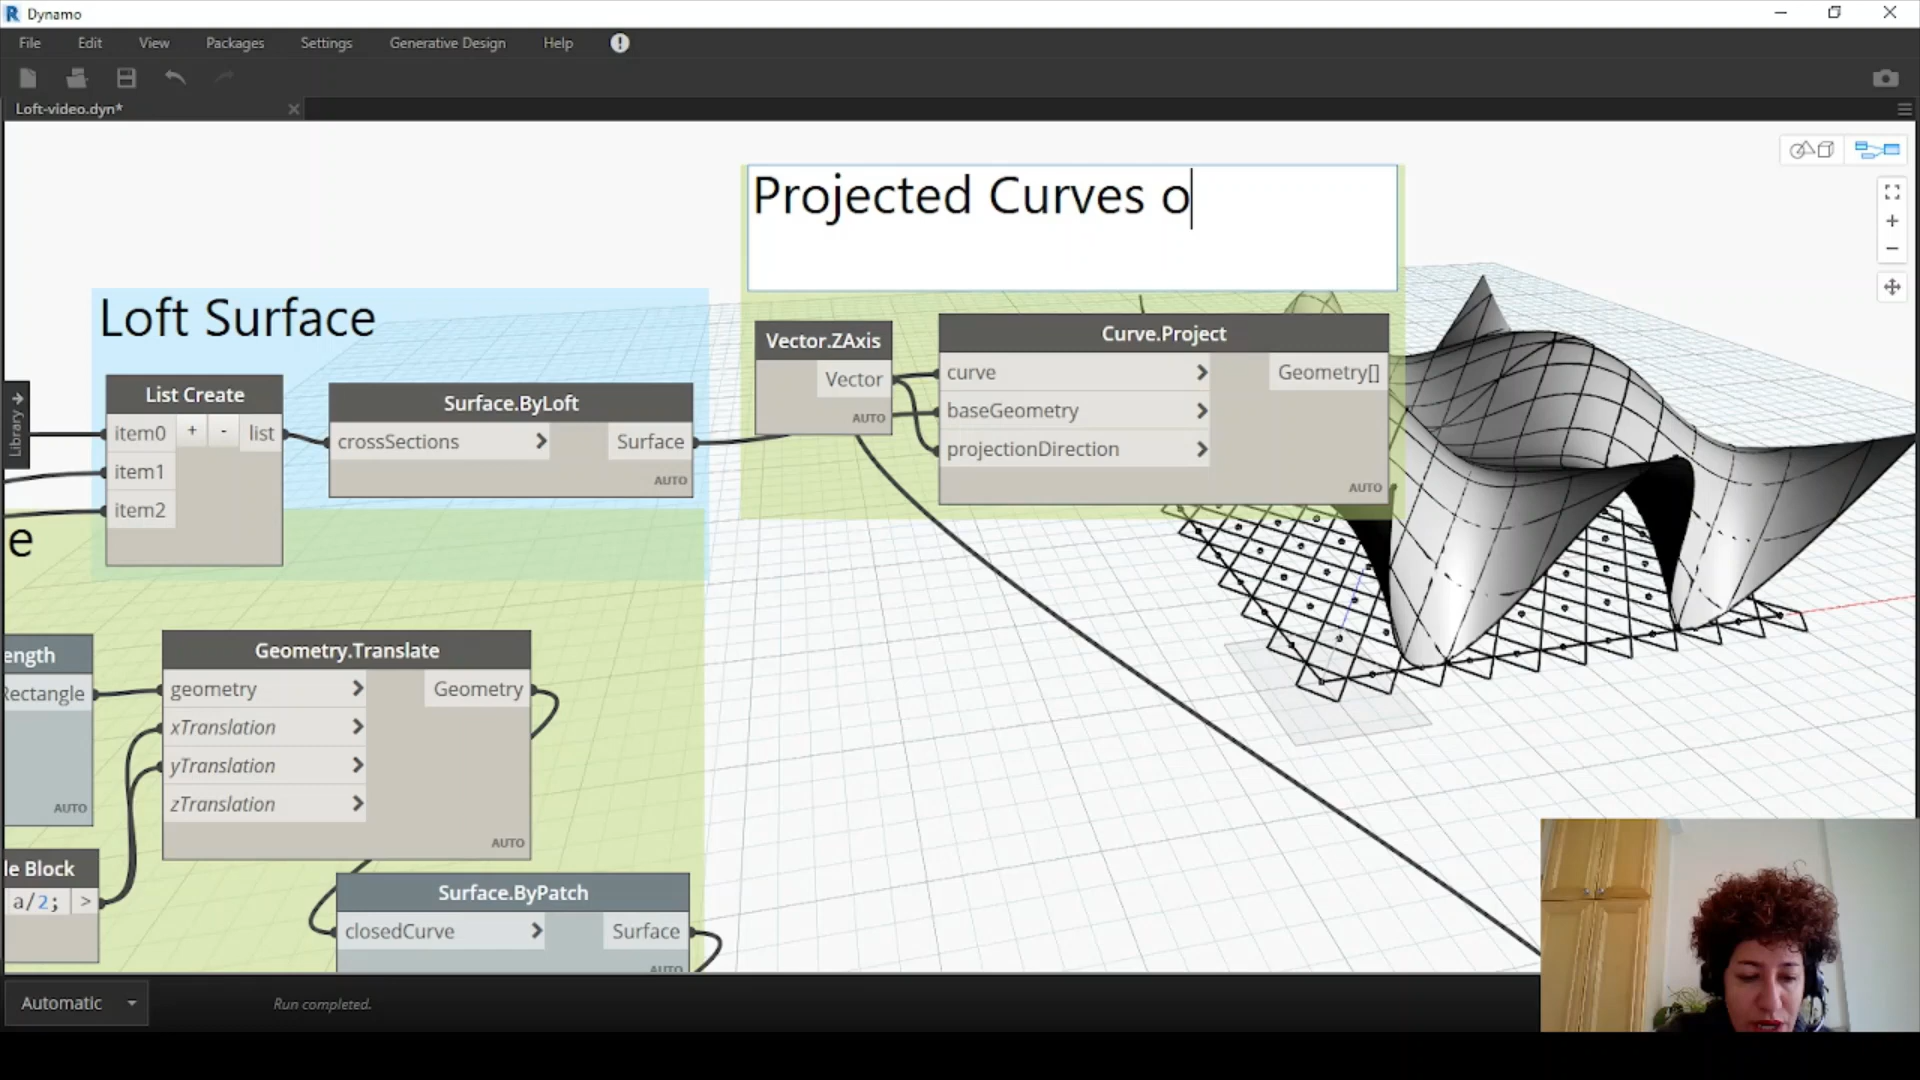 Dynamo
File Edit View Packages Settings Generative Design Help
Loft-video.dyn*
Projected Curves o
Loft Surface
Vector.ZAxis
Vector
AUTO
Curve.Project
curve Geometry[]
baseGeometry
projectionDirection
AUTO
Library
List Create
item0 + - list
item1
item2
Surface.ByLoft
crossSections Surface
AUTO
e
ength
Rectangle
AUTO
Geometry.Translate
geometry Geometry
xTranslation
yTranslation
zTranslation
AUTO
le Block
a/2; >
Surface.ByPatch
closedCurve Surface
AUTO
Automatic
Run completed.